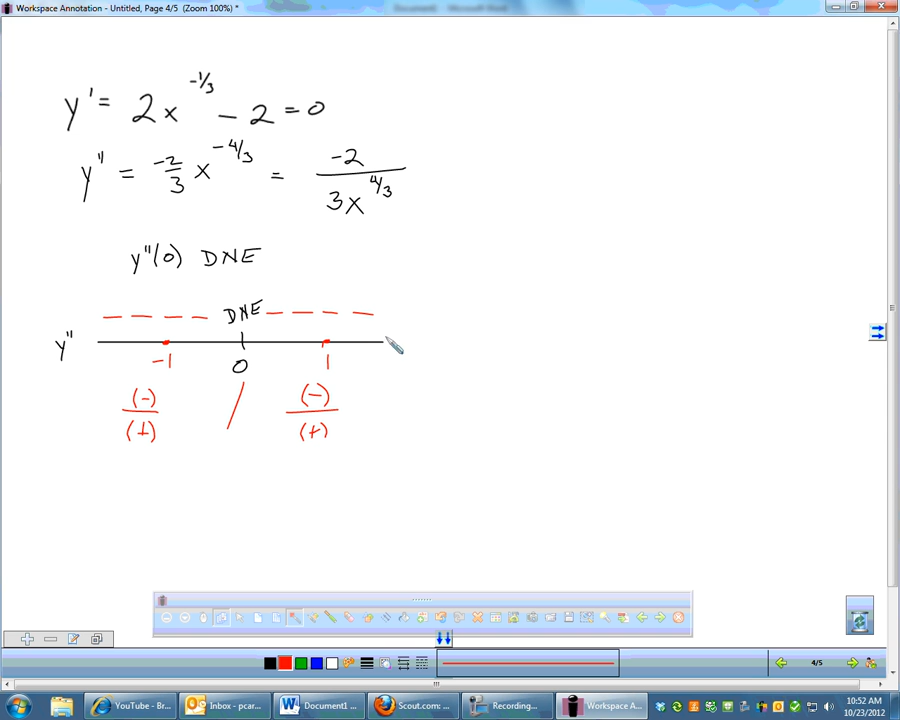 Workspace Annotation - Untitled, Page 4/5 (Zoom 100%) *
y' = 2x^(-1/3) - 2 = 0
y'' = -2/3 x^(-4/3) = -2/(3x^(4/3))
y''(0) DNE
— — — — DNE — — — —
y''
-1 0 1
(-) / (-)
(+) (+)
4/5
YouTube - Br...
Inbox - pcar...
Document1 ...
Scout.com: ...
Recording...
Workspace An...
10:52 AM
10/23/2012